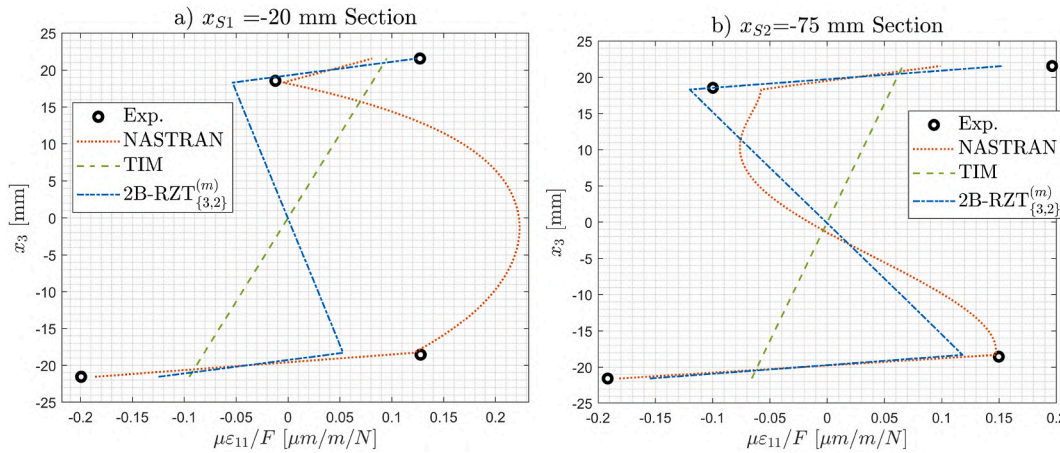 a) x_{S1} =-20 mm Section
25
20
15
10
5
0
-5
-10
-15
-20
-25
x_3 [mm]
Exp.
NASTRAN
TIM
2B-RZT^{(m)}_{{3,2}}
-0.2 -0.15 -0.1 -0.05 0 0.05 0.1 0.15 0.2
με_{11}/F [μm/m/N]
b) x_{S2}=-75 mm Section
25
20
15
10
5
0
-5
-10
-15
-20
-25
x_3 [mm]
Exp.
NASTRAN
TIM
2B-RZT^{(m)}_{{3,2}}
-0.2 -0.15 -0.1 -0.05 0 0.05 0.1 0.15 0.2
με_{11}/F [μm/m/N]